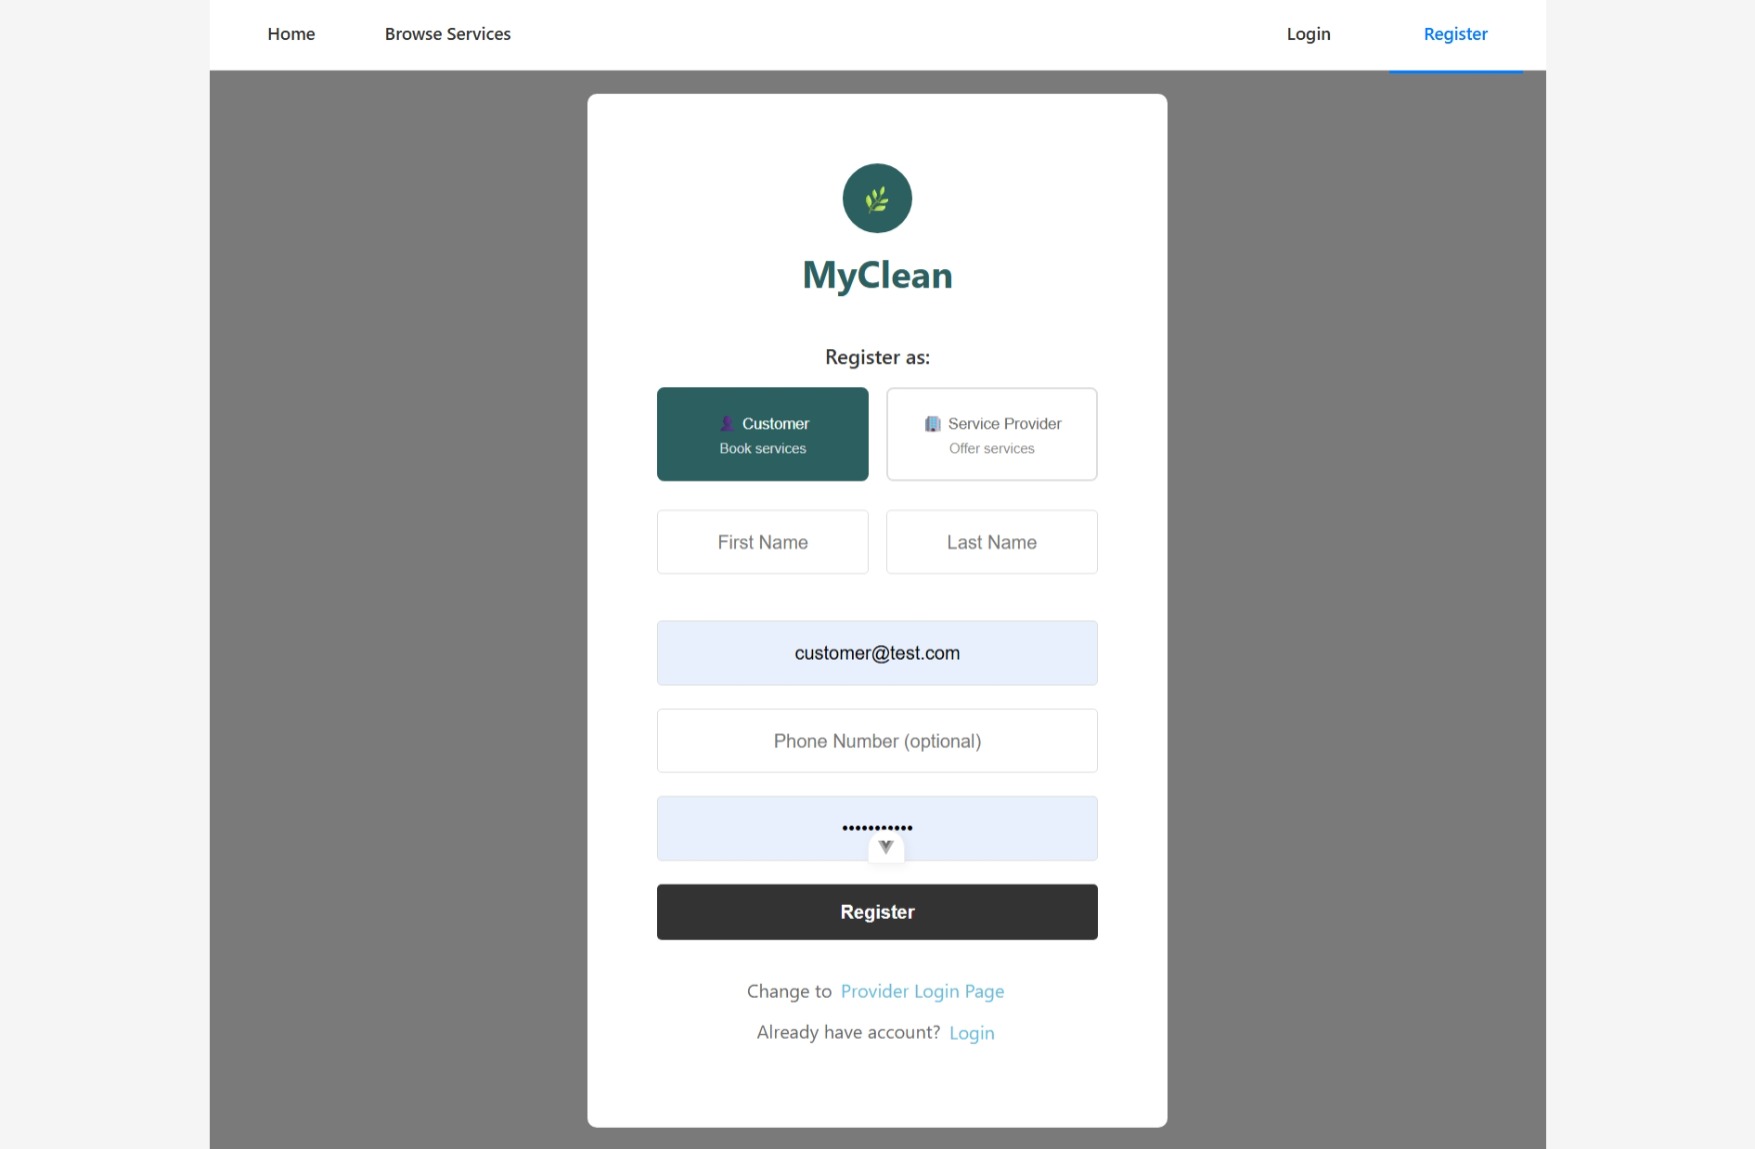 Home Browse Services Login Register
MyClean
Register as:
Customer
Book services
Service Provider
Offer services
First Name Last Name
customer@test.com
Phone Number (optional)
•••••••••••
Register
Change to Provider Login Page
Already have account? Login